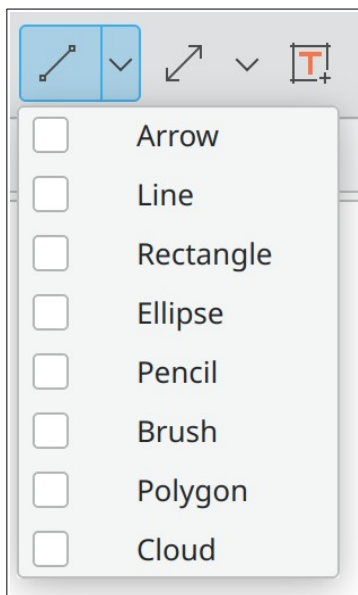 T
Arrow
Line
Rectangle
Ellipse
Pencil
Brush
Polygon
Cloud